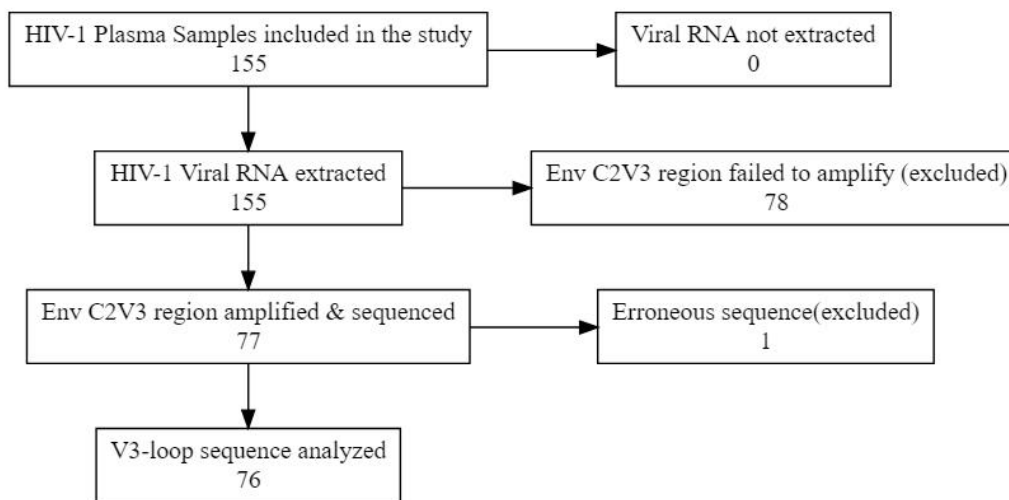 HIV-1 Plasma Samples included in the study
155
Viral RNA not extracted
0
HIV-1 Viral RNA extracted
155
Env C2V3 region failed to amplify (excluded)
78
Env C2V3 region amplified & sequenced
77
Erroneous sequence(excluded)
1
V3-loop sequence analyzed
76